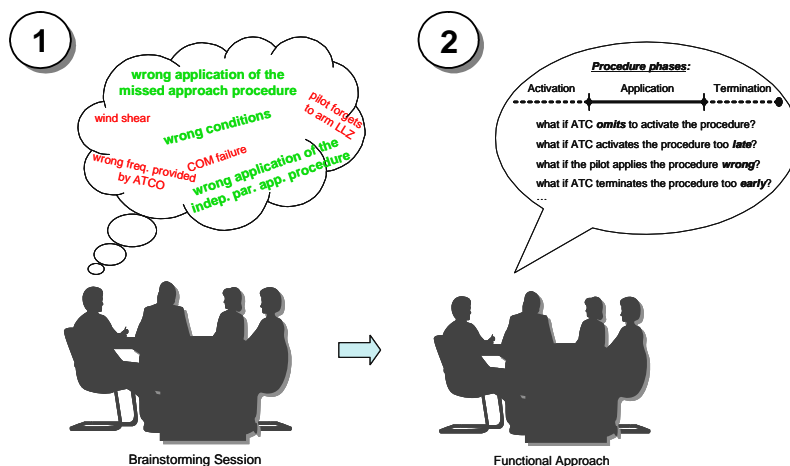 1
wrong application of the
missed approach procedure
wind shear
pilot forgets
to arm LLZ
wrong conditions
wrong freq. provided
by ATCO
COM failure
wrong application of the
indep. par. app. procedure
Brainstorming Session
2
Procedure phases:
Activation Application Termination
what if ATC omits to activate the procedure?
what if ATC activates the procedure too late?
what if the pilot applies the procedure wrong?
what if ATC terminates the procedure too early?
...
Functional Approach